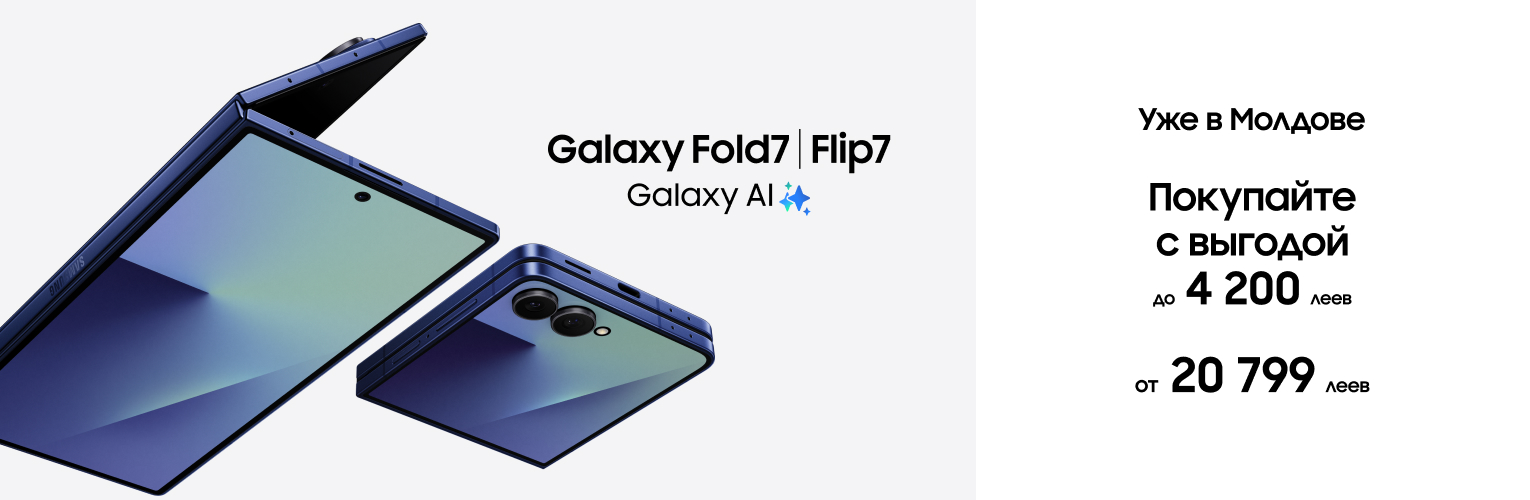 Galaxy Fold7 | Flip7
Galaxy AI
Уже в Молдове
Покупайте
с выгодой
до 4 200 леев
от 20 799 леев